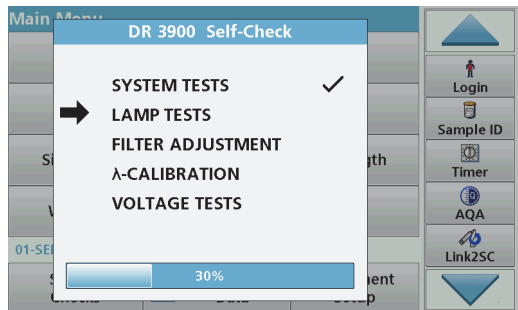 Main Menu
DR 3900 Self-Check
SYSTEM TESTS
LAMP TESTS
FILTER ADJUSTMENT
λ-CALIBRATION
VOLTAGE TESTS
30%
Login
Sample ID
Timer
AQA
Link2SC